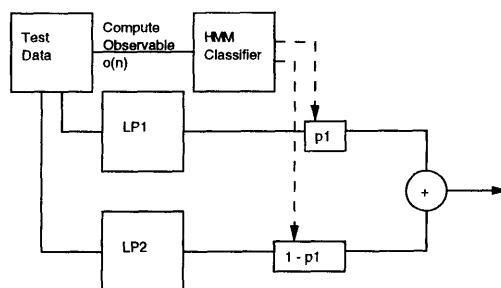 Test
Data
Compute
Observable
o(n)
HMM
Classifier
LP1
p1
+
LP2
1 - p1